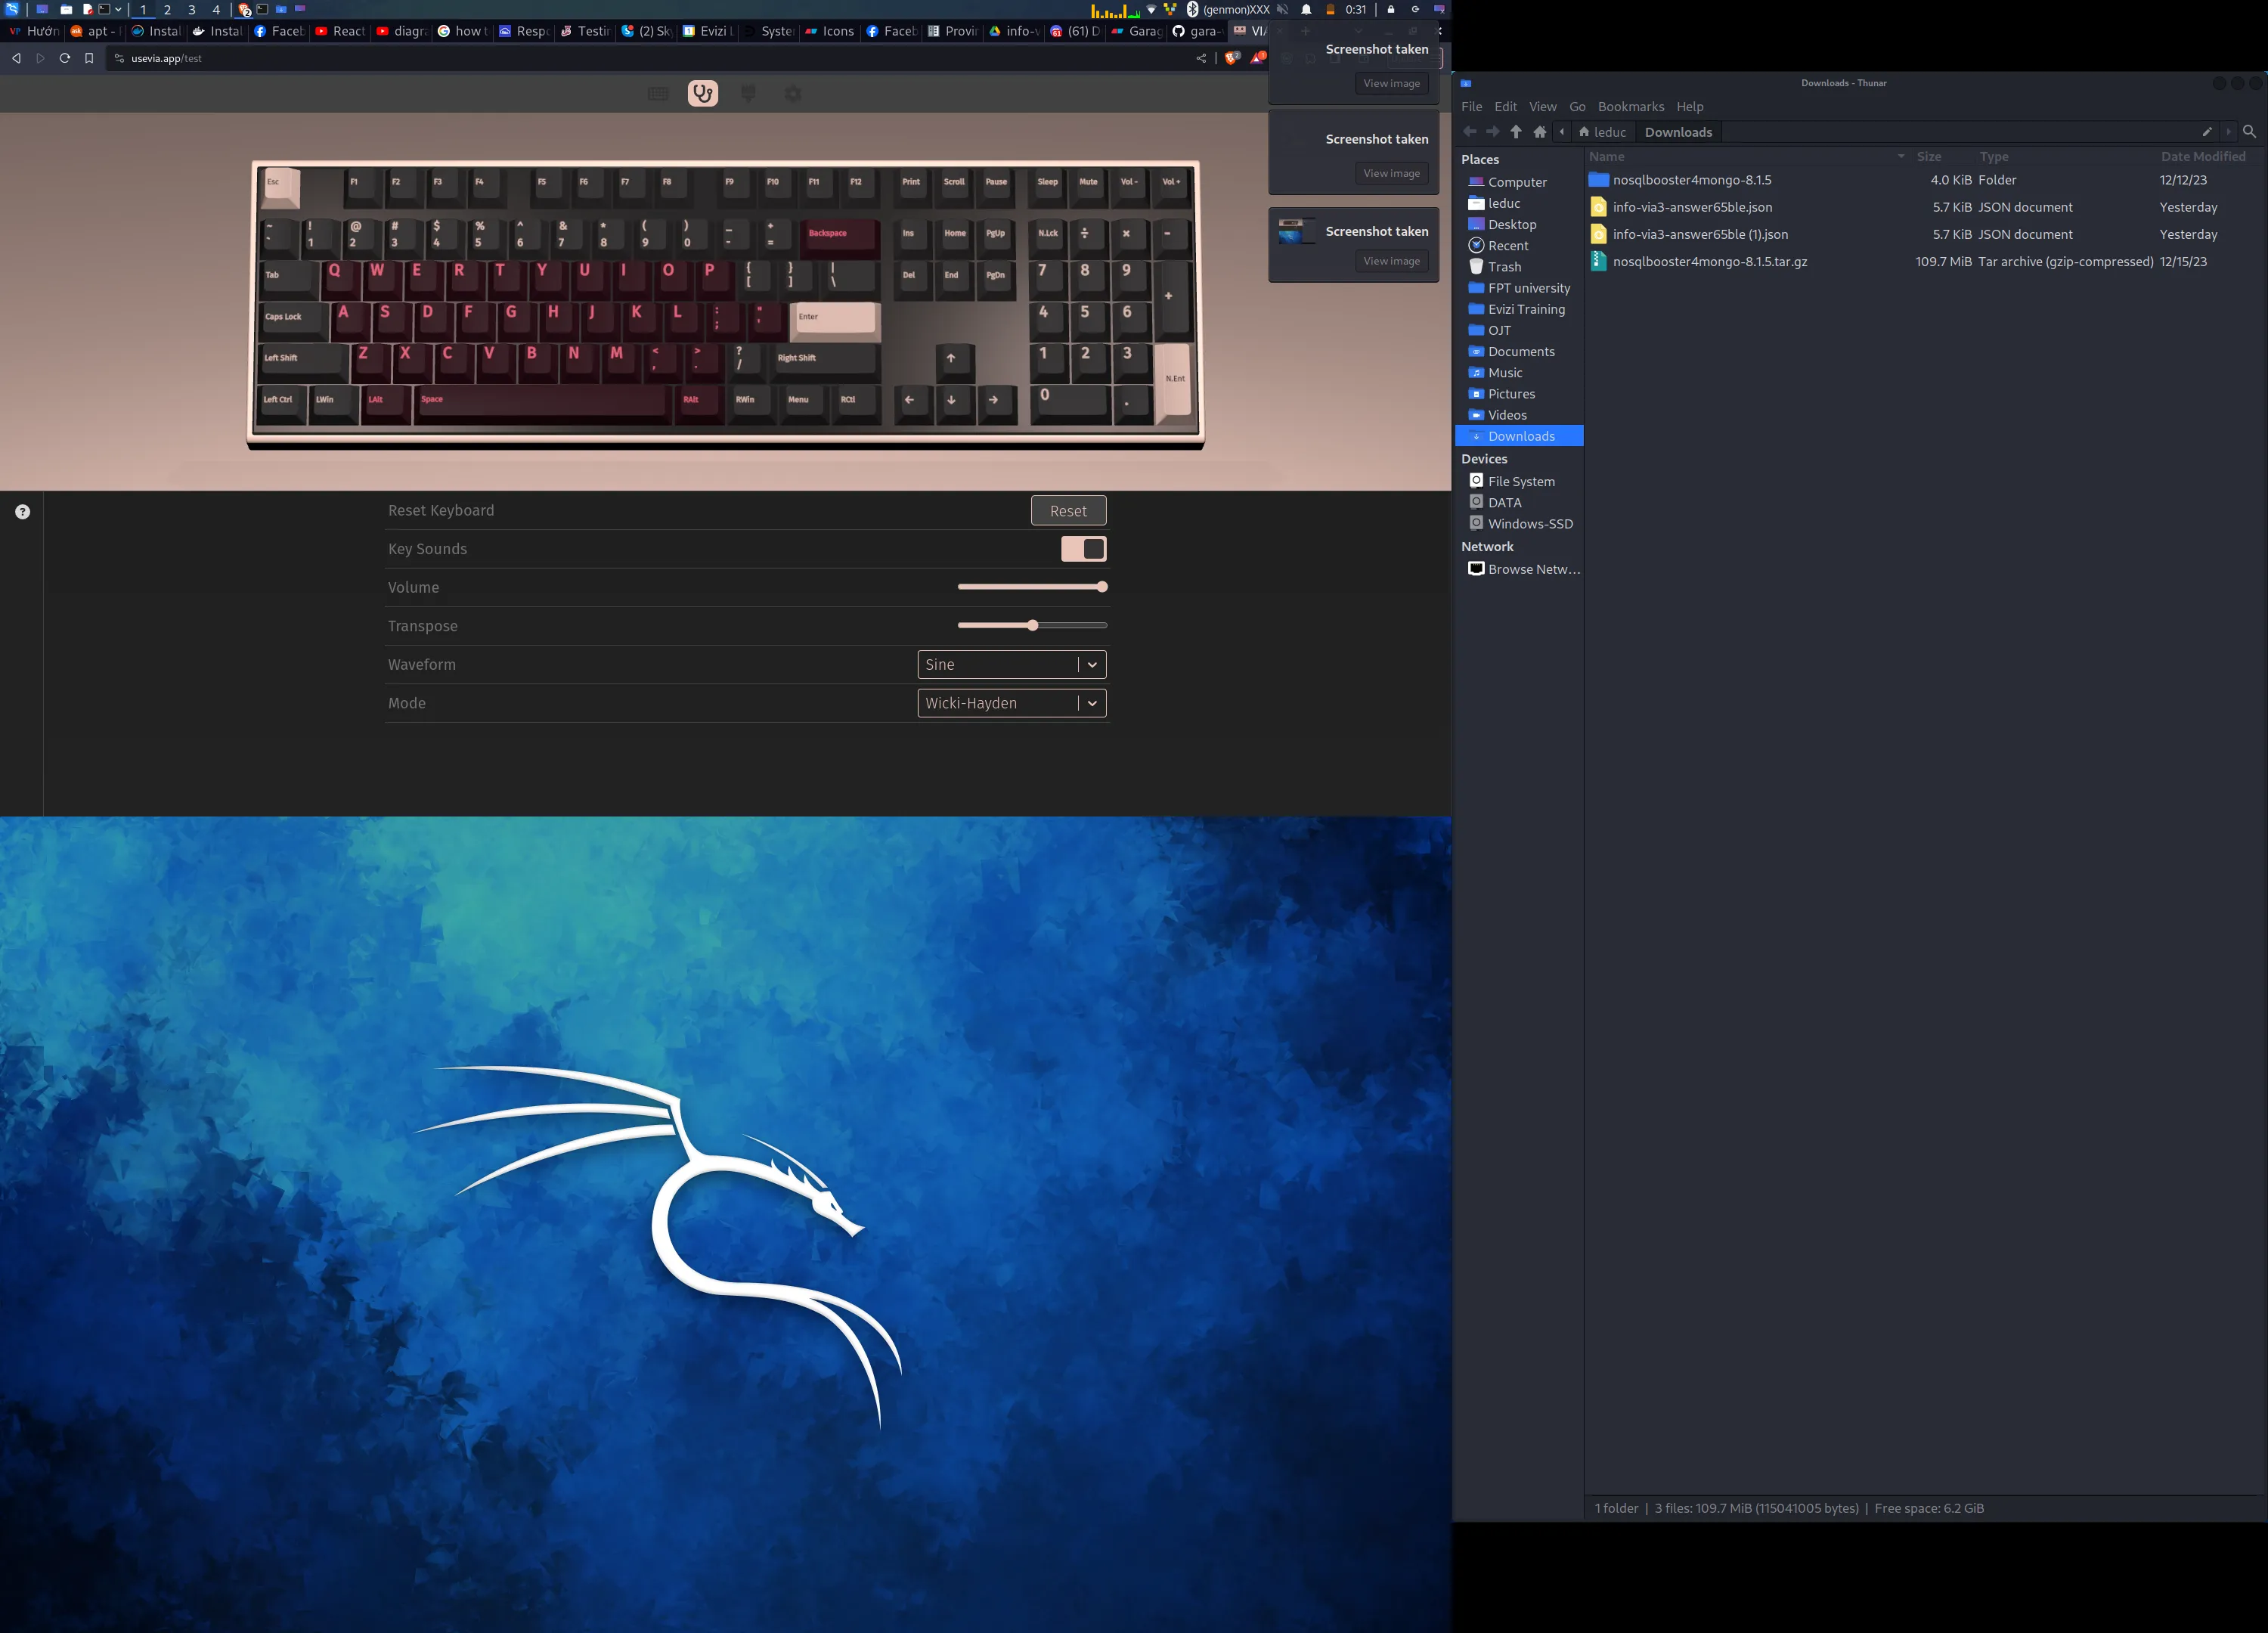 1 2 3 4 (genmon)XXX 0:31
Hướn apt - Instal Instal Faceb React diagr how t Resp Testir (2) Sk Evizi L Syste Icons Faceb Provir info-v (61) D Garag gara- VI
usevia.app/test
Screenshot taken
View image
Screenshot taken
View image
Screenshot taken
View image
Esc F1 F2 F3 F4 F5 F6 F7 F8 F9 F10 F11 F12 Print Scroll Pause Sleep Mute Vol - Vol +
~ ! @ # $ % ^ & * ( ) _ +
` 1 2 3 4 5 6 7 8 9 0 - = Backspace Ins Home PgUp N.Lck ÷ × -
Tab Q W E R T Y U I O P { } |
[ ] \ Del End PgDn 7 8 9 +
Caps Lock A S D F G H J K L : "
; ' Enter 4 5 6
Left Shift Z X C V B N M < > ?
, . / Right Shift ↑ 1 2 3 N.Ent
Left Ctrl LWin LAlt Space RAlt RWin Menu RCtl ← ↓ → 0 .
?
Reset Keyboard Reset
Key Sounds
Volume
Transpose
Waveform Sine
Mode Wicki-Hayden
Downloads - Thunar
File Edit View Go Bookmarks Help
leduc Downloads
Places
Computer
leduc
Desktop
Recent
Trash
FPT university
Evizi Training
OJT
Documents
Music
Pictures
Videos
Downloads
Devices
File System
DATA
Windows-SSD
Network
Browse Netw...
Name Size Type Date Modified
nosqlbooster4mongo-8.1.5 4.0 KiB Folder 12/12/23
info-via3-answer65ble.json 5.7 KiB JSON document Yesterday
info-via3-answer65ble (1).json 5.7 KiB JSON document Yesterday
nosqlbooster4mongo-8.1.5.tar.gz 109.7 MiB Tar archive (gzip-compressed) 12/15/23
1 folder | 3 files: 109.7 MiB (115041005 bytes) | Free space: 6.2 GiB